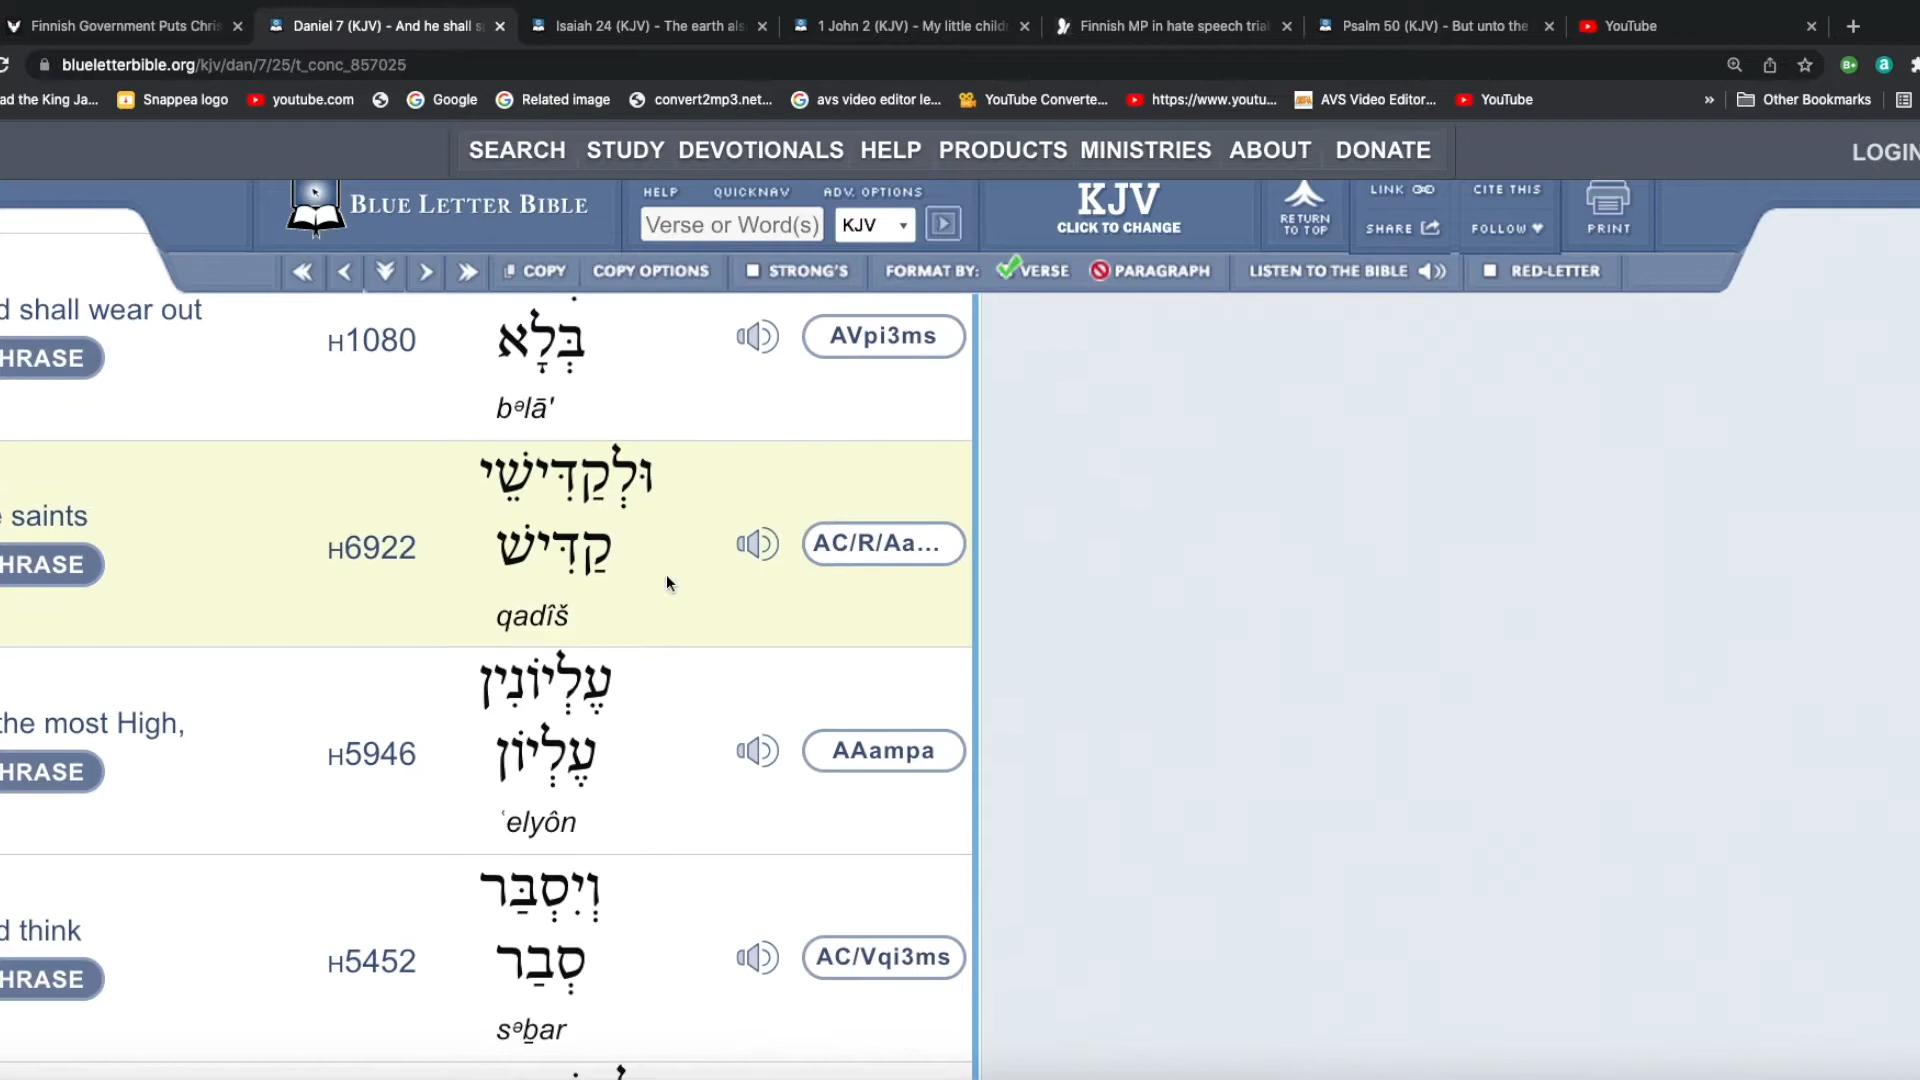 Finnish Government Puts Chris
Daniel 7 (KJV) - And he shall s
Isaiah 24 (KJV) - The earth als
1 John 2 (KJV) - My little child
Finnish MP in hate speech trial
Psalm 50 (KJV) - But unto the
YouTube
blueletterbible.org/kjv/dan/7/25/t_conc_857025
ad the King Ja...
Snappea logo
youtube.com
Google
Related image
convert2mp3.net...
avs video editor le...
YouTube Converte...
https://www.youtu...
AVS Video Editor...
YouTube
»
Other Bookmarks
SEARCH STUDY DEVOTIONALS HELP PRODUCTS MINISTRIES ABOUT DONATE
LOGIN
BLUE LETTER BIBLE
HELP QUICKNAV ADV. OPTIONS
Verse or Word(s)
KJV
KJV
CLICK TO CHANGE
RETURN
TO TOP
LINK
SHARE
CITE THIS
FOLLOW
PRINT
COPY COPY OPTIONS STRONG'S FORMAT BY: VERSE PARAGRAPH LISTEN TO THE BIBLE RED-LETTER
d shall wear out
HRASE
H1080
בְּלָא
bᵊlā'
AVpi3ms
e saints
HRASE
H6922
וּלְקַדִּישֵׁי
קַדִּישׁ
qadîš
AC/R/Aa...
the most High,
HRASE
H5946
עֶלְיוֹנִין
עֶלְיוֹן
ʿelyôn
AAampa
d think
HRASE
H5452
וְיִסְבַּר
סְבַר
sᵊḇar
AC/Vqi3ms